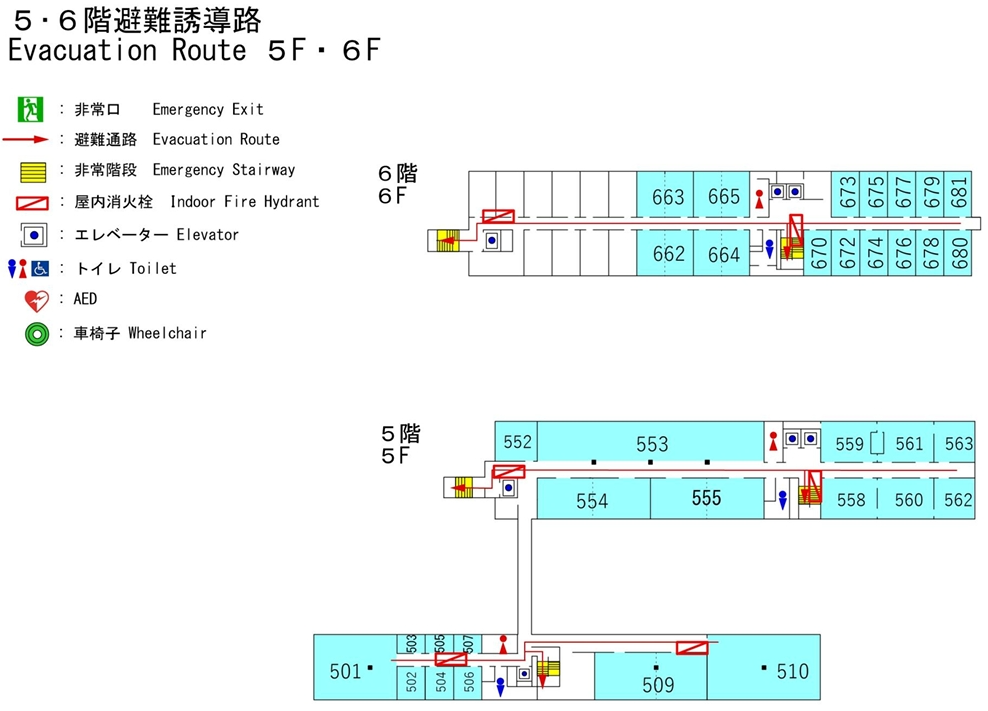 ５・６階避難誘導路
Evacuation Route ５F・６F
： 非常口 Emergency Exit
： 避難通路 Evacuation Route
： 非常階段 Emergency Stairway
： 屋内消火栓 Indoor Fire Hydrant
： エレベーター Elevator
： トイレ Toilet
： AED
： 車椅子 Wheelchair
６階
６F
663 665 673 675 677 679 681
662 664 670 672 674 676 678 680
５階
５F
552 553 559 561 563
554 555 558 560 562
503 505 507
501 509 510
502 504 506